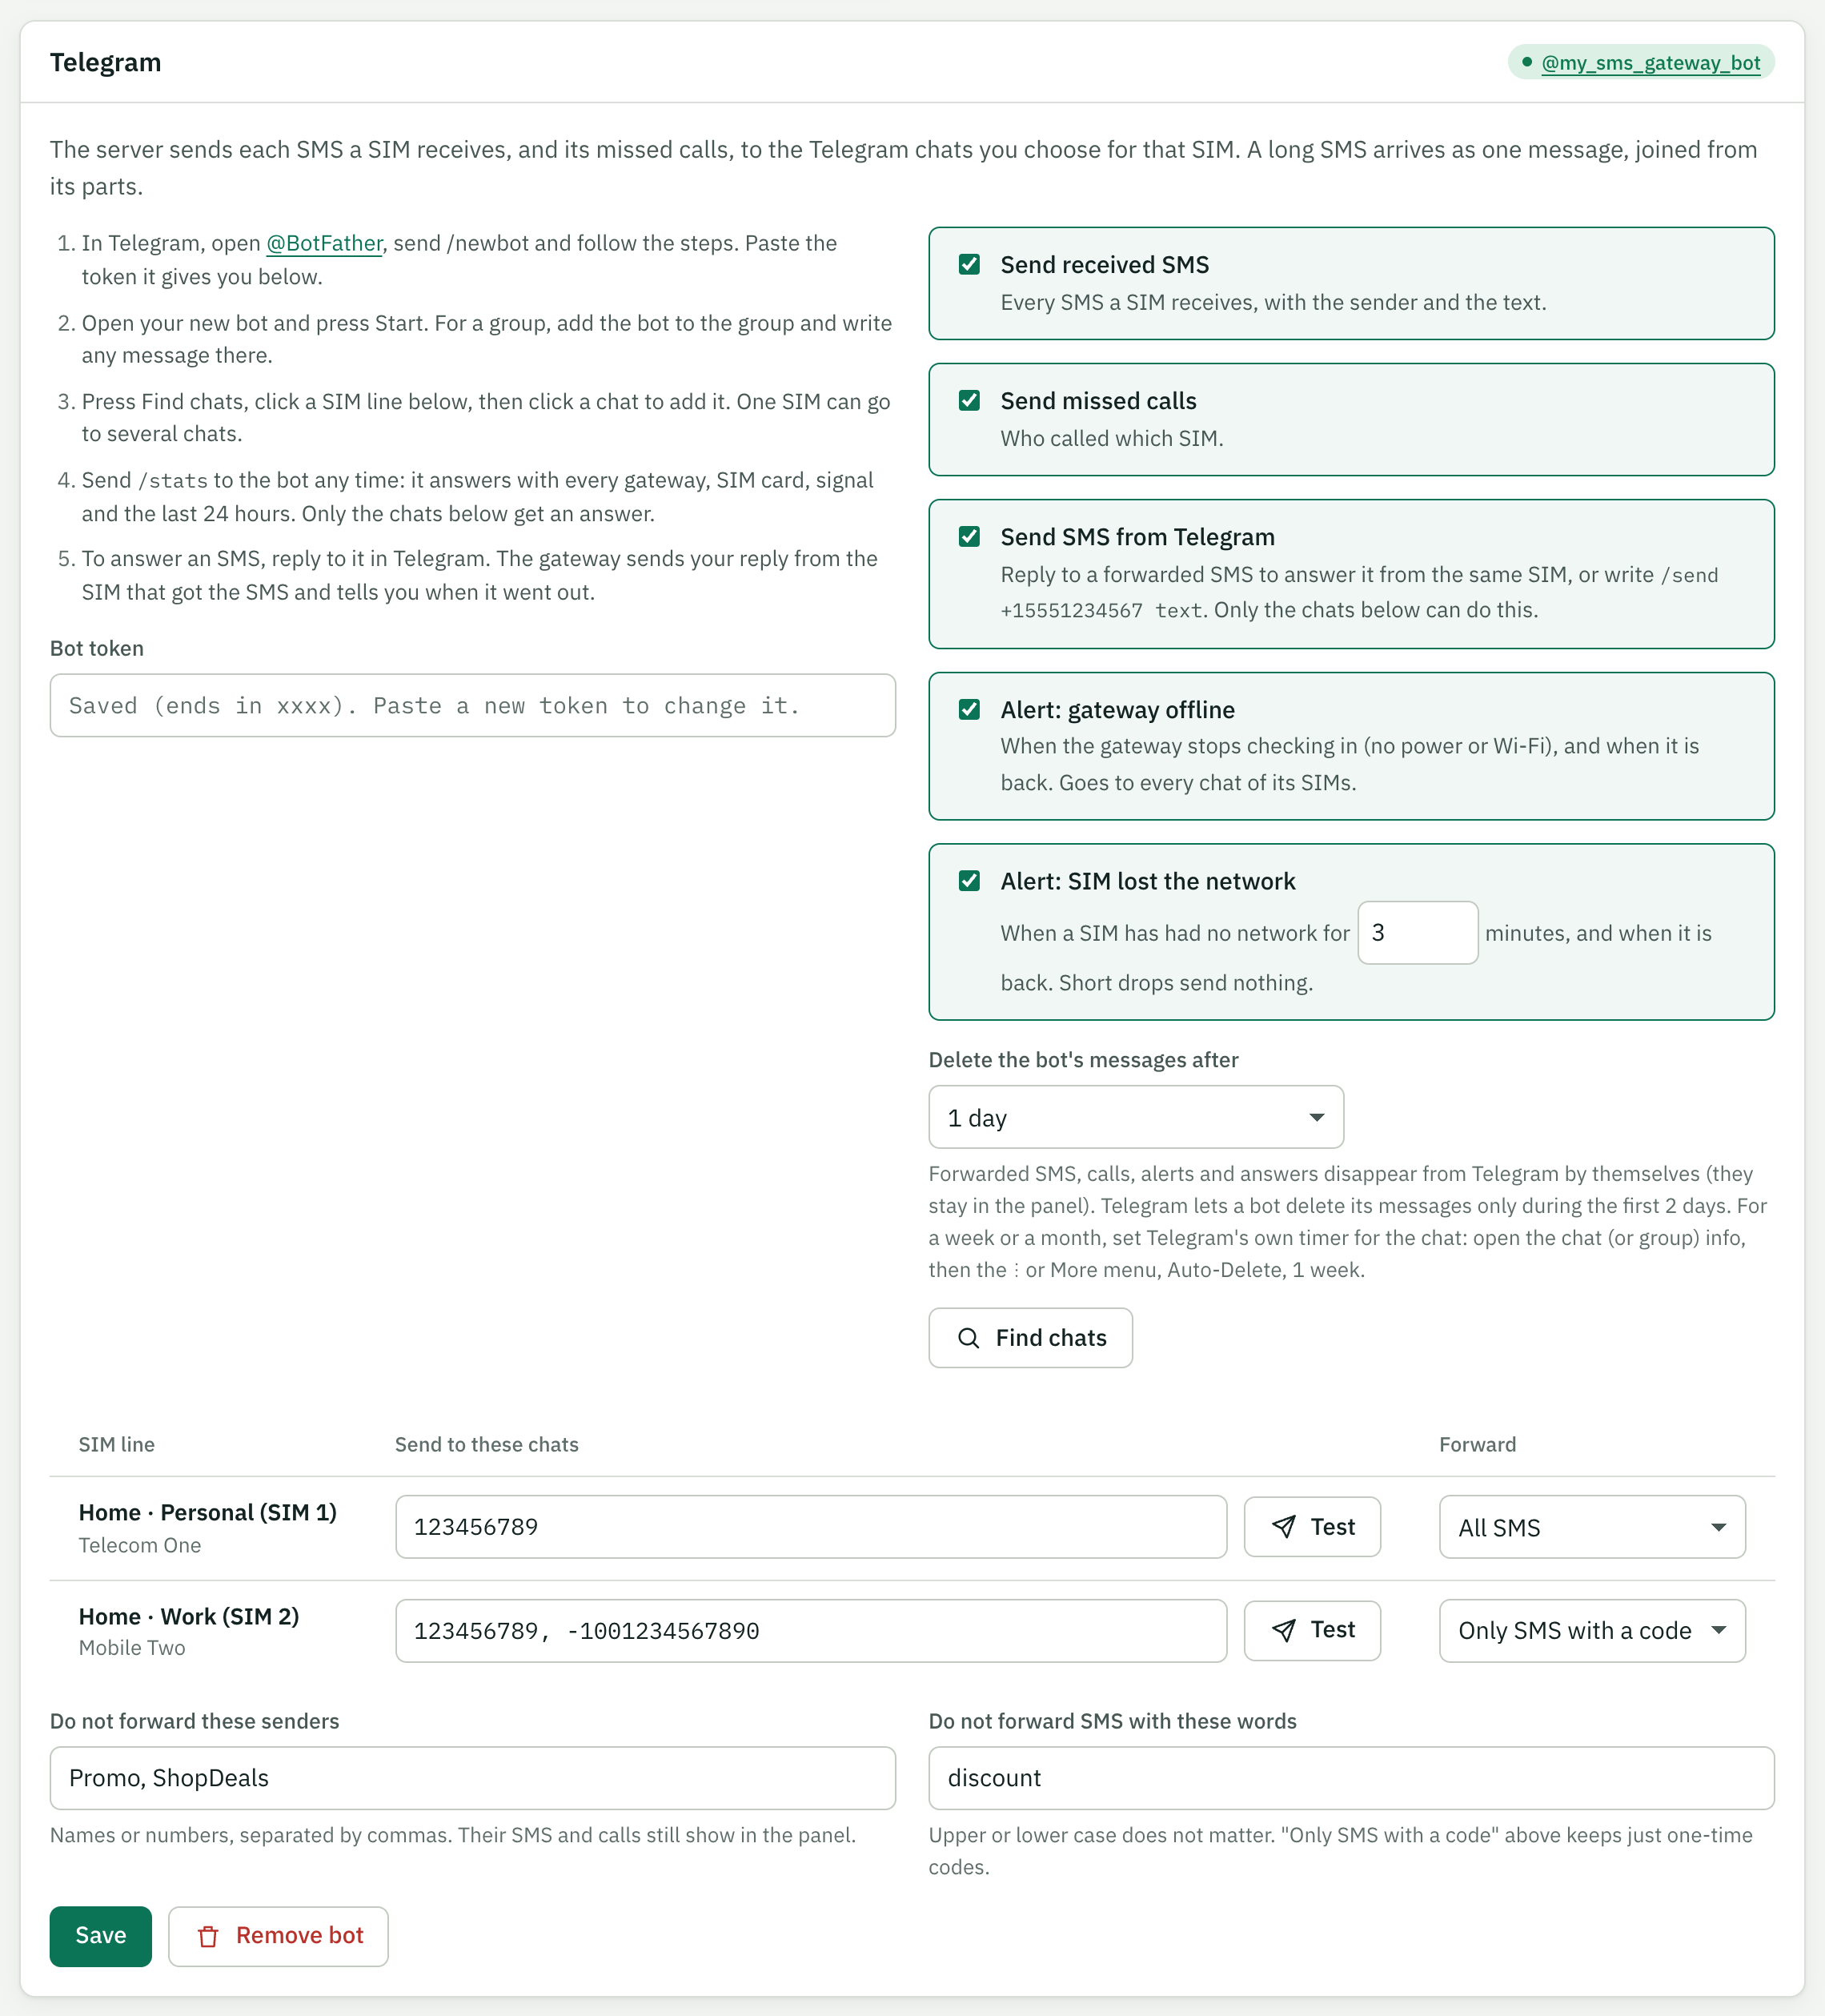 Telegram
@my_sms_gateway_bot
The server sends each SMS a SIM receives, and its missed calls, to the Telegram chats you choose for that SIM. A long SMS arrives as one message, joined from
its parts.
1. In Telegram, open @BotFather, send /newbot and follow the steps. Paste the
token it gives you below.
2. Open your new bot and press Start. For a group, add the bot to the group and write
any message there.
3. Press Find chats, click a SIM line below, then click a chat to add it. One SIM can go
to several chats.
4. Send /stats to the bot any time: it answers with every gateway, SIM card, signal
and the last 24 hours. Only the chats below get an answer.
5. To answer an SMS, reply to it in Telegram. The gateway sends your reply from the
SIM that got the SMS and tells you when it went out.
Bot token
Saved (ends in xxxx). Paste a new token to change it.
Send received SMS
Every SMS a SIM receives, with the sender and the text.
Send missed calls
Who called which SIM.
Send SMS from Telegram
Reply to a forwarded SMS to answer it from the same SIM, or write /send
+15551234567 text. Only the chats below can do this.
Alert: gateway offline
When the gateway stops checking in (no power or Wi-Fi), and when it is
back. Goes to every chat of its SIMs.
Alert: SIM lost the network
When a SIM has had no network for 3 minutes, and when it is
back. Short drops send nothing.
Delete the bot's messages after
1 day
Forwarded SMS, calls, alerts and answers disappear from Telegram by themselves (they
stay in the panel). Telegram lets a bot delete its messages only during the first 2 days. For
a week or a month, set Telegram's own timer for the chat: open the chat (or group) info,
then the ⋮ or More menu, Auto-Delete, 1 week.
Find chats
SIM line Send to these chats Forward
Home · Personal (SIM 1)
Telecom One
123456789
Test
All SMS
Home · Work (SIM 2)
Mobile Two
123456789, -1001234567890
Test
Only SMS with a code
Do not forward these senders
Promo, ShopDeals
Names or numbers, separated by commas. Their SMS and calls still show in the panel.
Do not forward SMS with these words
discount
Upper or lower case does not matter. "Only SMS with a code" above keeps just one-time
codes.
Save
Remove bot